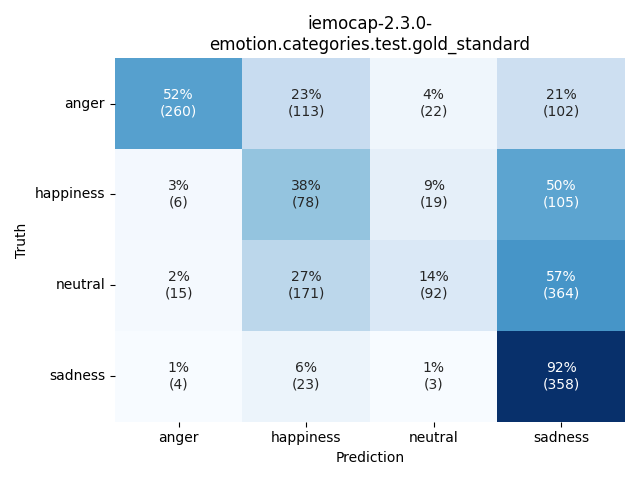 iemocap-2.3.0-
emotion.categories.test.gold_standard
Truth
anger
52%
(260)
23%
(113)
4%
(22)
21%
(102)
happiness
3%
(6)
38%
(78)
9%
(19)
50%
(105)
neutral
2%
(15)
27%
(171)
14%
(92)
57%
(364)
sadness
1%
(4)
6%
(23)
1%
(3)
92%
(358)
anger
happiness
neutral
sadness
Prediction